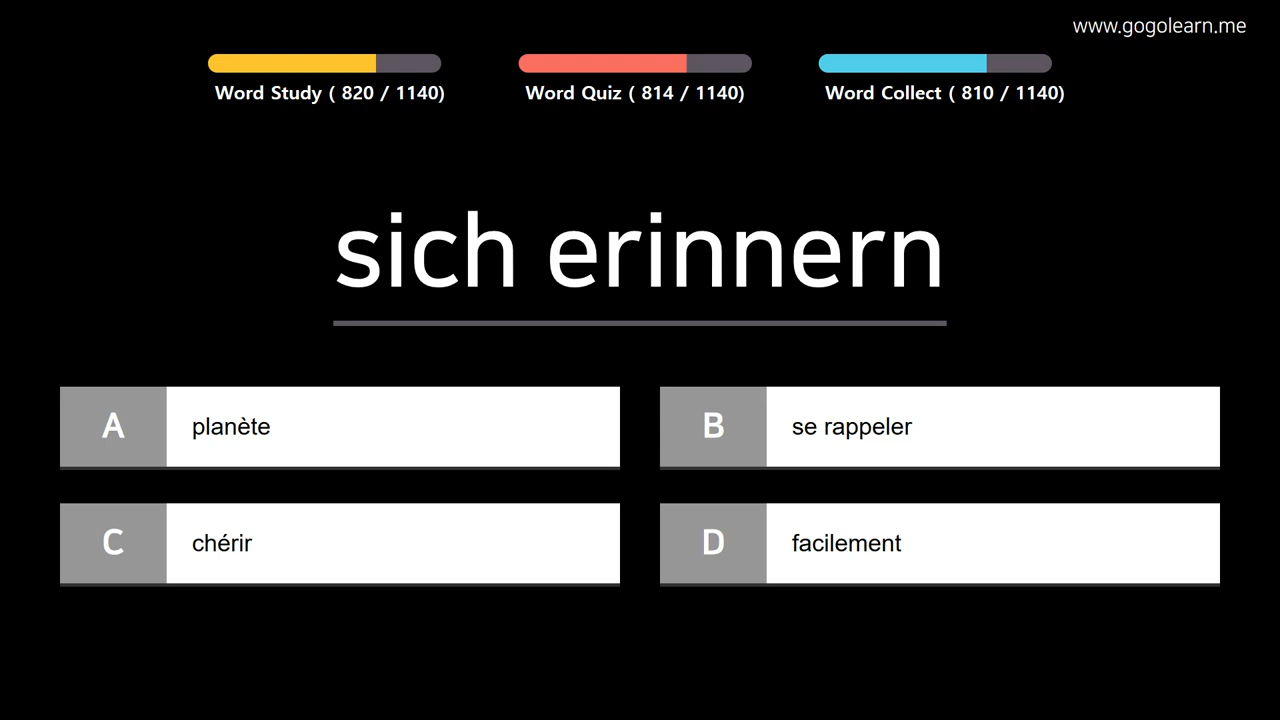 www.gogolearn.me
Word Study ( 820 / 1140)
Word Quiz ( 814 / 1140)
Word Collect ( 810 / 1140)
sich erinnern
A planète
B se rappeler
C chérir
D facilement